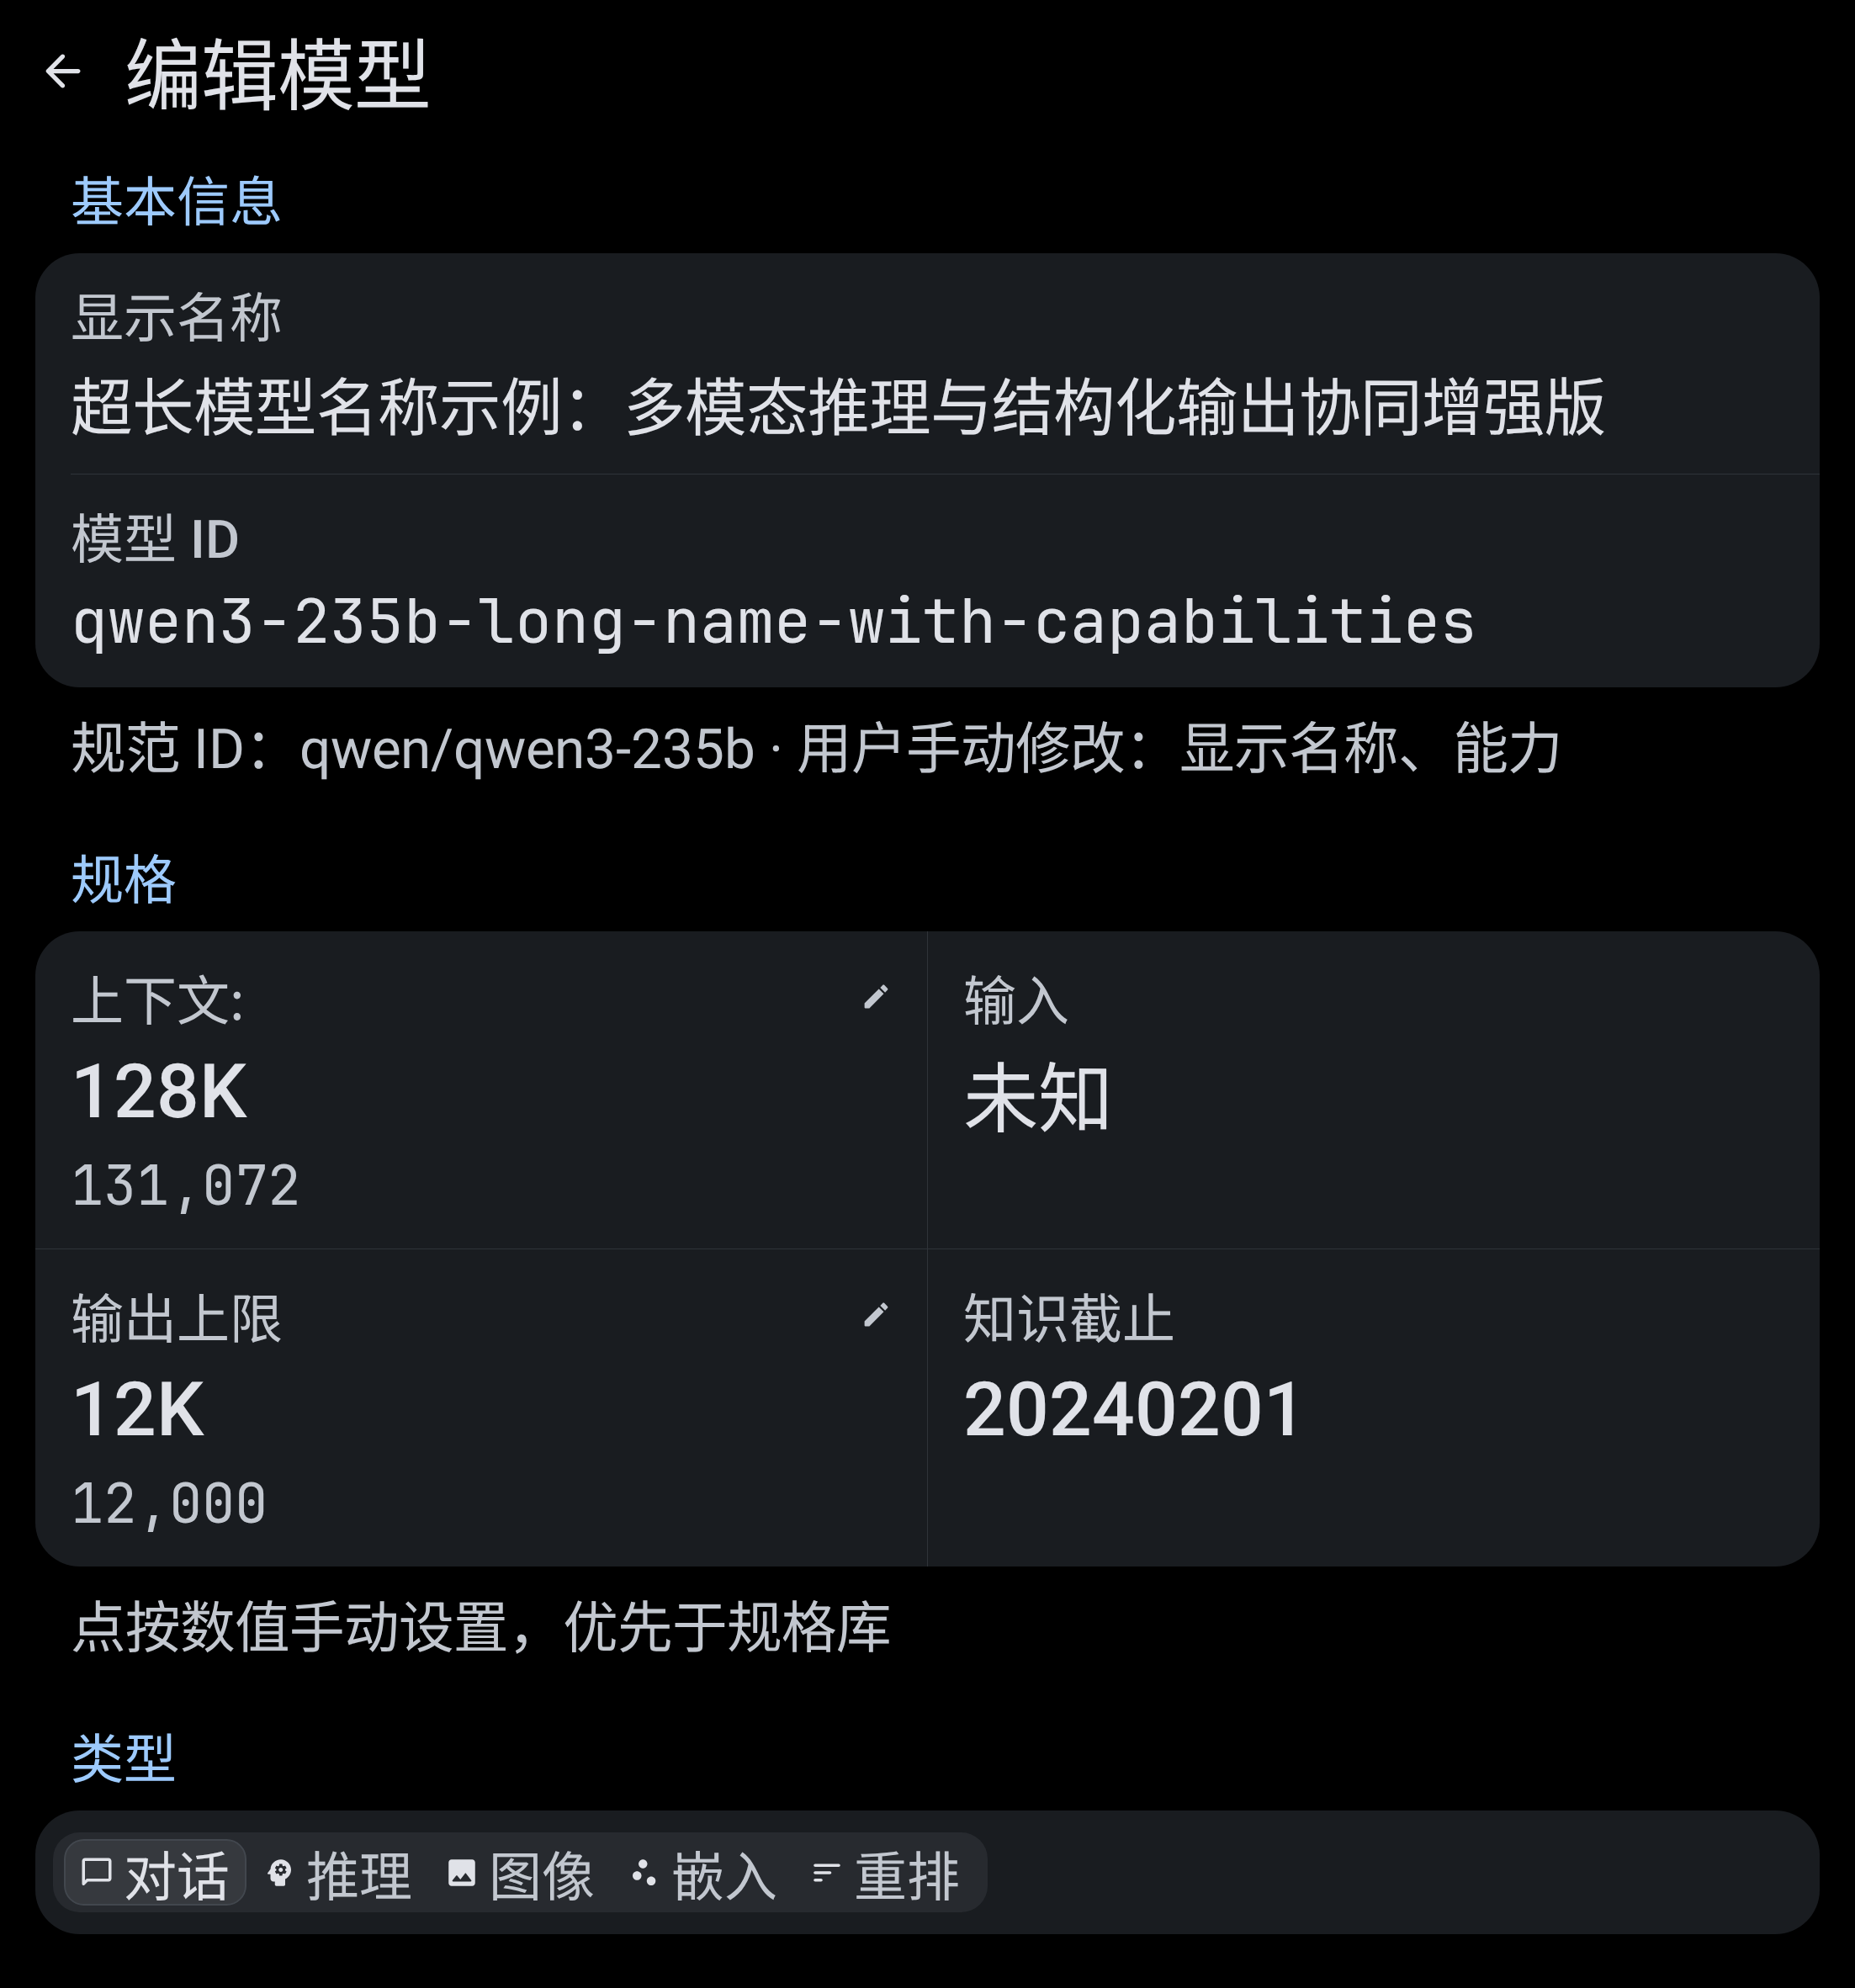 编辑模型
基本信息
显示名称
超长模型名称示例：多模态推理与结构化输出协同增强版
模型 ID
qwen3-235b-long-name-with-capabilities
规范 ID：qwen/qwen3-235b · 用户手动修改：显示名称、能力
规格
上下文:
128K
131,072
输入
未知
输出上限
12K
12,000
知识截止
20240201
点按数值手动设置，优先于规格库
类型
对话 推理 图像 嵌入 重排